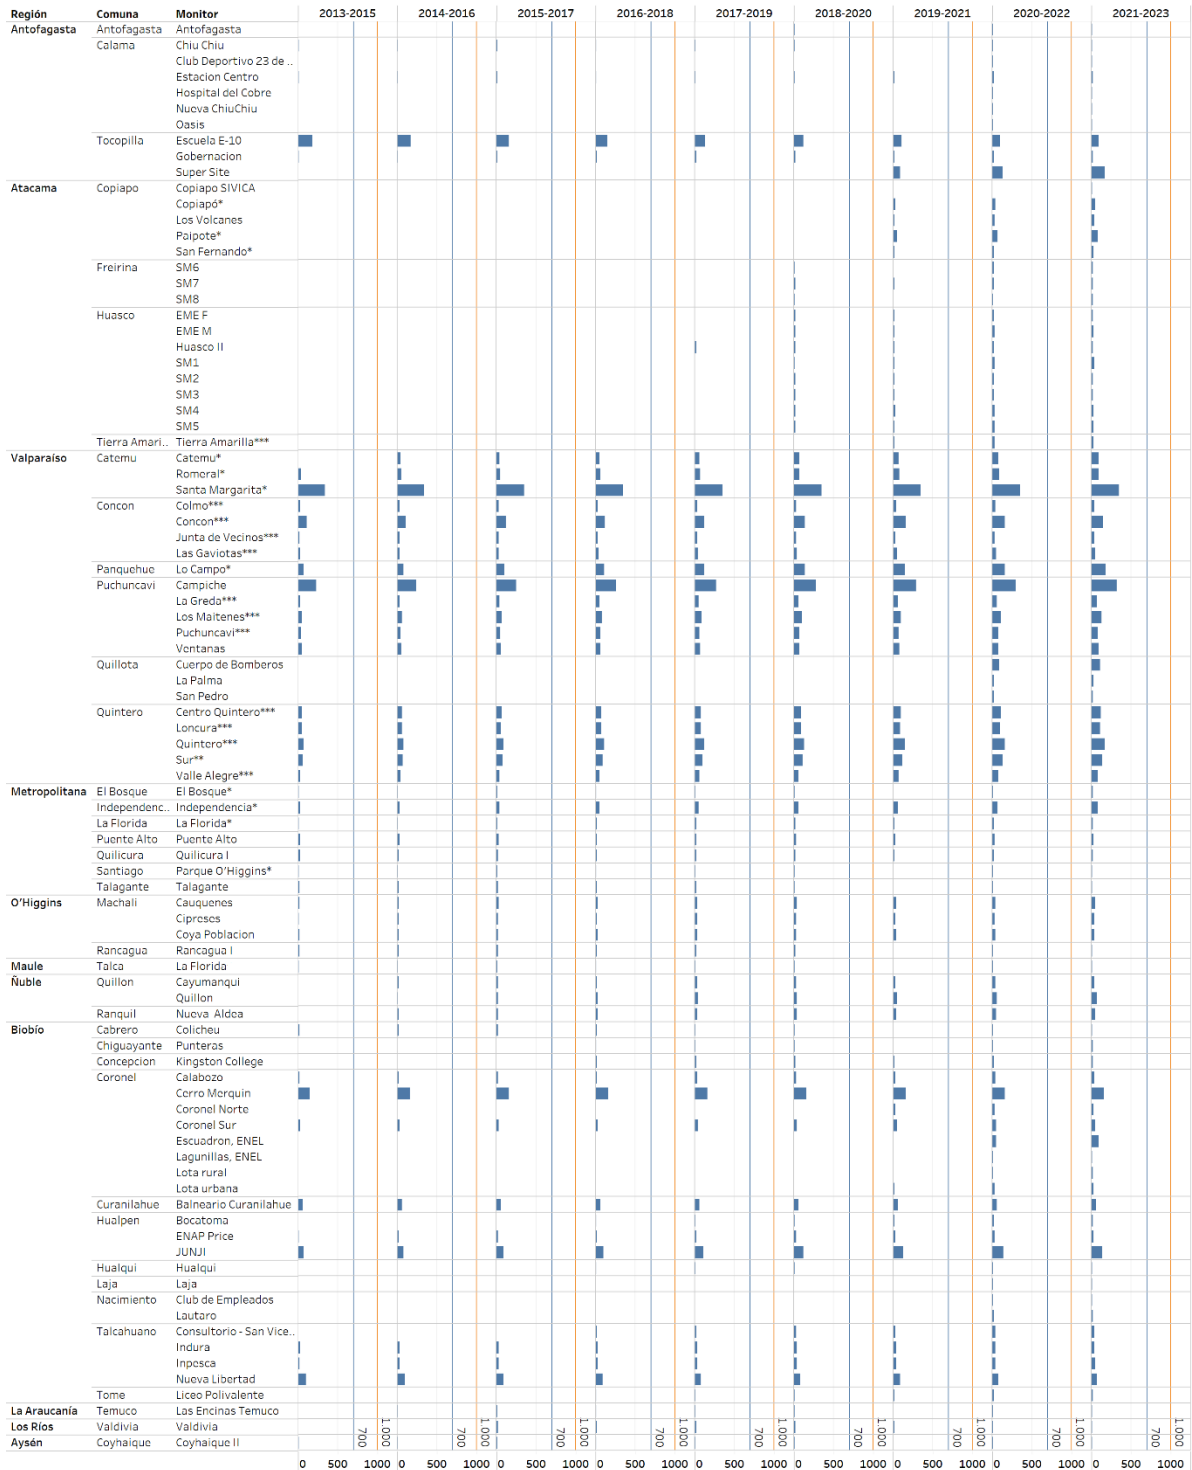 Región Comuna Monitor 2013-2015 2014-2016 2015-2017 2016-2018 2017-2019 2018-2020 2019-2021 2020-2022 2021-2023
Antofagasta Antofagasta Antofagasta
Calama Chiu Chiu
Club Deportivo 23 de ..
Estacion Centro
Hospital del Cobre
Nueva ChiuChiu
Oasis
Tocopilla Escuela E-10
Gobernacion
Super Site
Atacama Copiapo Copiapo SIVICA
Copiapó*
Los Volcanes
Paipote*
San Fernando*
Freirina SM6
SM7
SM8
Huasco EME F
EME M
Huasco II
SM1
SM2
SM3
SM4
SM5
Tierra Amari.. Tierra Amarilla***
Valparaíso Catemu Catemu*
Romeral*
Santa Margarita*
Concon Colmo***
Concon***
Junta de Vecinos***
Las Gaviotas***
Panquehue Lo Campo*
Puchuncavi Campiche
La Greda***
Los Maitenes***
Puchuncavi***
Ventanas
Quillota Cuerpo de Bomberos
La Palma
San Pedro
Quintero Centro Quintero***
Loncura***
Quintero***
Sur**
Valle Alegre***
Metropolitana El Bosque El Bosque*
Independenc.. Independencia*
La Florida La Florida*
Puente Alto Puente Alto
Quilicura Quilicura I
Santiago Parque O'Higgins*
Talagante Talagante
O'Higgins Machali Cauquenes
Cipreses
Coya Poblacion
Rancagua Rancagua I
Maule Talca La Florida
Ñuble Quillon Cayumanqui
Quillon
Ranquil Nueva Aldea
Biobío Cabrero Colicheu
Chiguayante Punteras
Concepcion Kingston College
Coronel Calabozo
Cerro Merquin
Coronel Norte
Coronel Sur
Escuadron, ENEL
Lagunillas, ENEL
Lota rural
Lota urbana
Curanilahue Balneario Curanilahue
Hualpen Bocatoma
ENAP Price
JUNJI
Hualqui Hualqui
Laja Laja
Nacimiento Club de Empleados
Lautaro
Talcahuano Consultorio - San Vice..
Indura
Inpesca
Nueva Libertad
Tome Liceo Polivalente
La Araucanía Temuco Las Encinas Temuco
Los Ríos Valdivia Valdivia
Aysén Coyhaique Coyhaique II
700 1.000 700 1.000 700 1.000 700 1.000 700 1.000 700 1.000 700 1.000 700 1.000 700 1.000
0 500 1000 0 500 1000 0 500 1000 0 500 1000 0 500 1000 0 500 1000 0 500 1000 0 500 1000 0 500 1000